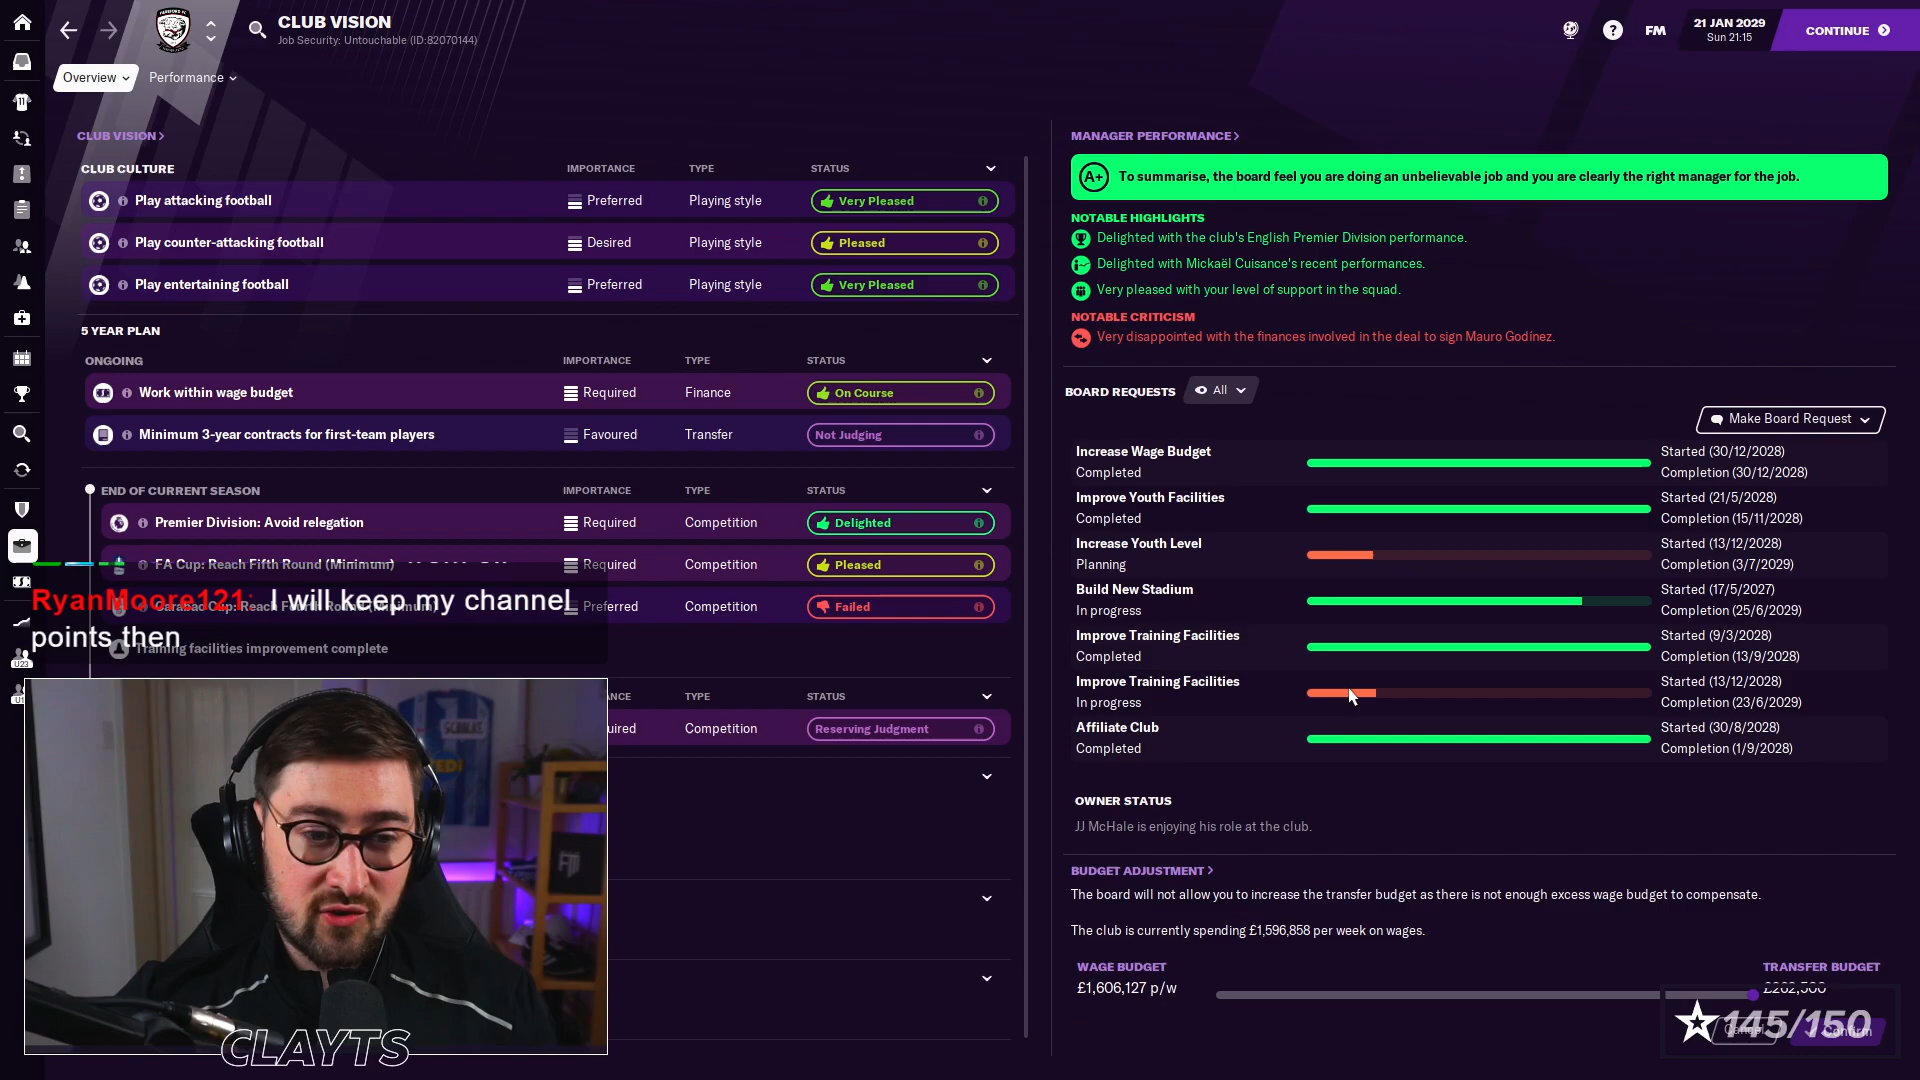 CLUB VISION
Job Security: Untouchable (ID:82070144)
FM
21 JAN 2029
Sun 21:15
CONTINUE
Overview
Performance
CLUB VISION
CLUB CULTURE IMPORTANCE TYPE STATUS
Play attacking football Preferred Playing style Very Pleased
Play counter-attacking football Desired Playing style Pleased
Play entertaining football Preferred Playing style Very Pleased
5 YEAR PLAN
ONGOING IMPORTANCE TYPE STATUS
Work within wage budget Required Finance On Course
Minimum 3-year contracts for first-team players Favoured Transfer Not Judging
END OF CURRENT SEASON IMPORTANCE TYPE STATUS
Premier Division: Avoid relegation Required Competition Delighted
FA Cup: Reach Fifth Round (Minimum) Required Competition Pleased
Carabao Cup: Reach Fourth Round (Minimum) Preferred Competition Failed
RyanMoore121: I will keep my channel
points then
Training facilities improvement complete
TYPE STATUS
Competition Reserving Judgment
U23
CLAYTS
MANAGER PERFORMANCE
A+ To summarise, the board feel you are doing an unbelievable job and you are clearly the right manager for the job.
NOTABLE HIGHLIGHTS
Delighted with the club's English Premier Division performance.
Delighted with Mickaël Cuisance's recent performances.
Very pleased with your level of support in the squad.
NOTABLE CRITICISM
Very disappointed with the finances involved in the deal to sign Mauro Godínez.
BOARD REQUESTS All
Make Board Request
Increase Wage Budget Started (30/12/2028)
Completed Completion (30/12/2028)
Improve Youth Facilities Started (21/5/2028)
Completed Completion (15/11/2028)
Increase Youth Level Started (13/12/2028)
Planning Completion (3/7/2029)
Build New Stadium Started (17/5/2027)
In progress Completion (25/6/2029)
Improve Training Facilities Started (9/3/2028)
Completed Completion (13/9/2028)
Improve Training Facilities Started (13/12/2028)
In progress Completion (23/6/2029)
Affiliate Club Started (30/8/2028)
Completed Completion (1/9/2028)
OWNER STATUS
JJ McHale is enjoying his role at the club.
BUDGET ADJUSTMENT
The board will not allow you to increase the transfer budget as there is not enough excess wage budget to compensate.
The club is currently spending £1,596,858 per week on wages.
WAGE BUDGET TRANSFER BUDGET
£1,606,127 p/w £262,500
145/150
Cancel Confirm